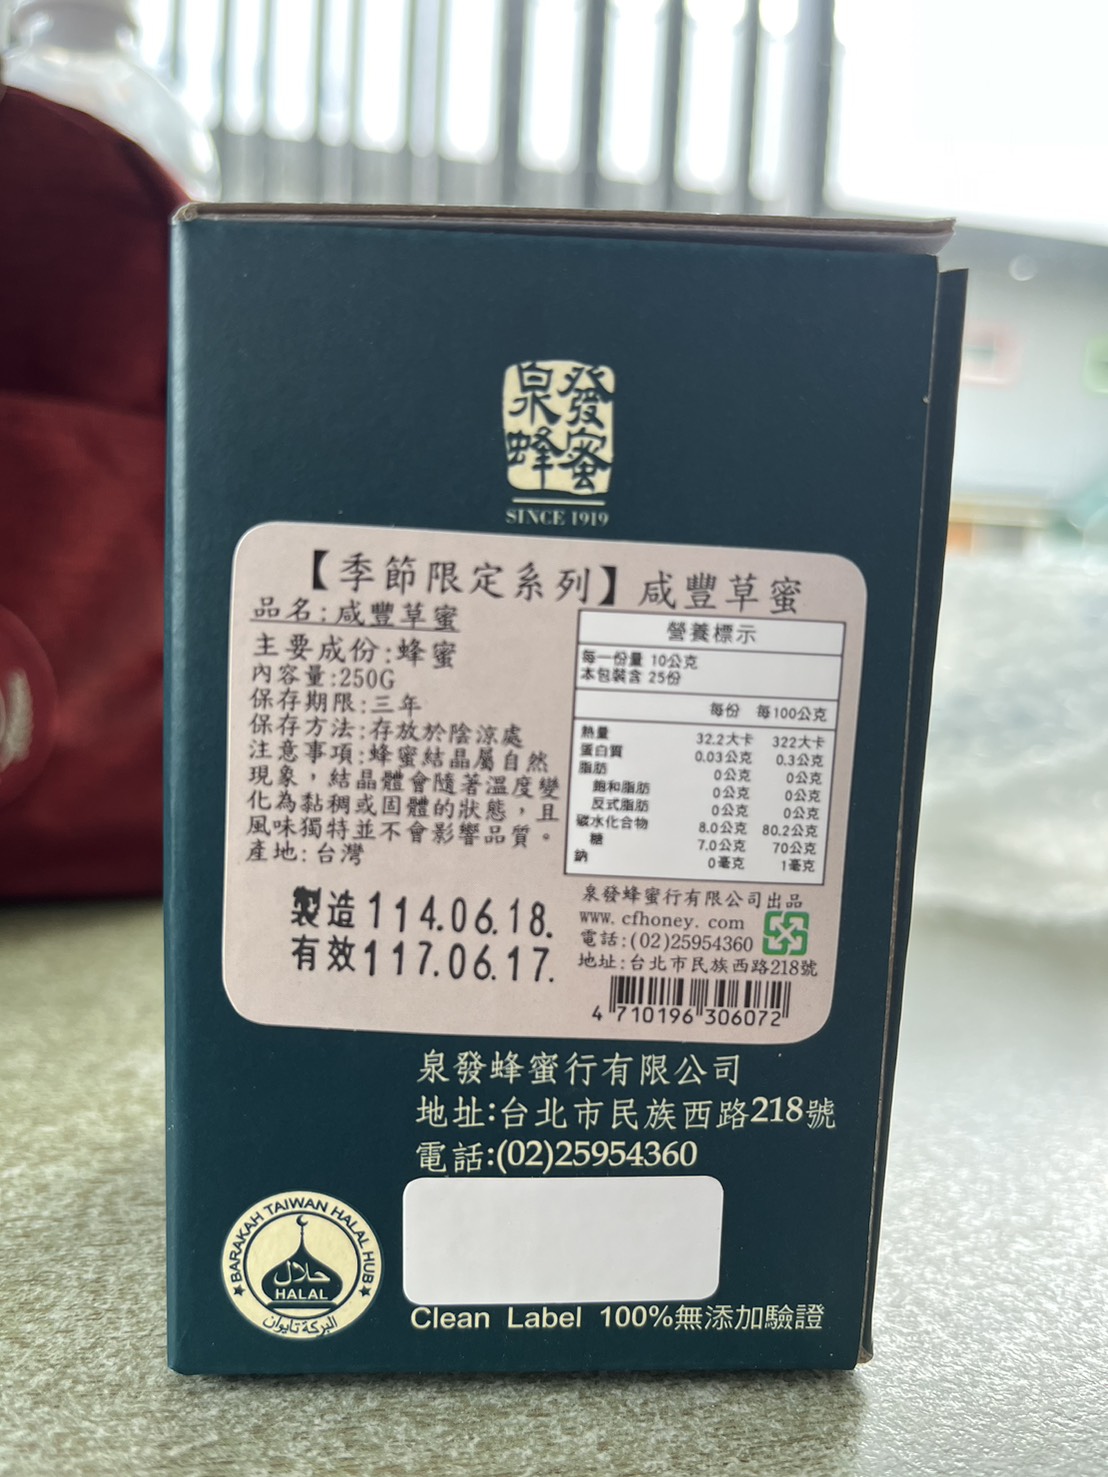 泉發
蜂蜜
SINCE 1919
【季節限定系列】咸豐草蜜
品名:咸豐草蜜
主要成份:蜂蜜
內容量:250G
保存期限:三年
保存方法:存放於陰涼處
注意事項:蜂蜜結晶屬自然
現象，結晶體會隨著溫度變
化為黏稠或固體的狀態，且
風味獨特並不會影響品質。
產地:台灣
製造114.06.18.
有效117.06.17.
營養標示
每一份量 10公克
本包裝含 25份
每份 每100公克
熱量 32.2大卡 322大卡
蛋白質 0.03公克 0.3公克
脂肪 0公克 0公克
飽和脂肪 0公克 0公克
反式脂肪 0公克 0公克
碳水化合物 8.0公克 80.2公克
糖 7.0公克 70公克
鈉 0毫克 1毫克
泉發蜂蜜行有限公司出品
www. cfhoney. com
電話:(02)25954360
地址:台北市民族西路218號
4 710196 306072
泉發蜂蜜行有限公司
地址:台北市民族西路218號
電話:(02)25954360
BARAKAH TAIWAN HALAL HUB
حلال
HALAL
البركة تايوان
Clean Label 100%無添加驗證